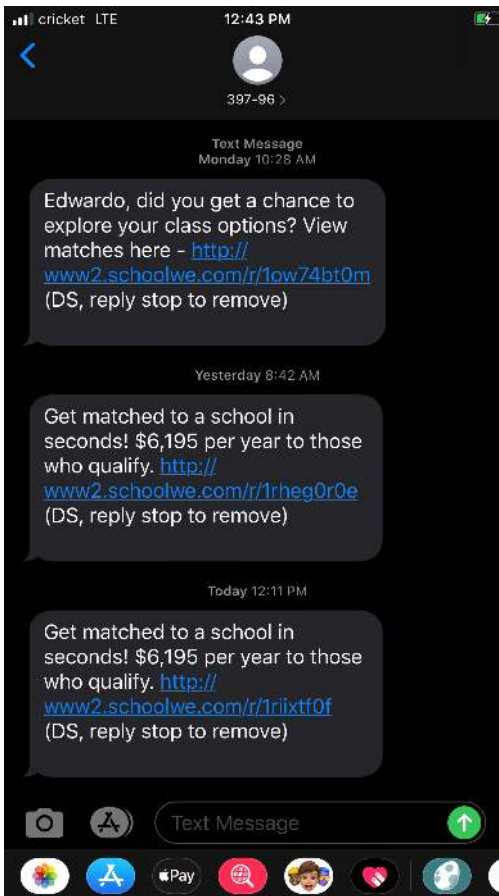 cricket LTE 12:43 PM
397-96 >
Text Message
Monday 10:28 AM
Edwardo, did you get a chance to
explore your class options? View
matches here - http://
www2.schoolwe.com/r/1ow74bt0m
(DS, reply stop to remove)
Yesterday 8:42 AM
Get matched to a school in
seconds! $6,195 per year to those
who qualify. http://
www2.schoolwe.com/r/1rheg0r0e
(DS, reply stop to remove)
Today 12:11 PM
Get matched to a school in
seconds! $6,195 per year to those
who qualify. http://
www2.schoolwe.com/r/1riixtf0f
(DS, reply stop to remove)
Text Message
Pay